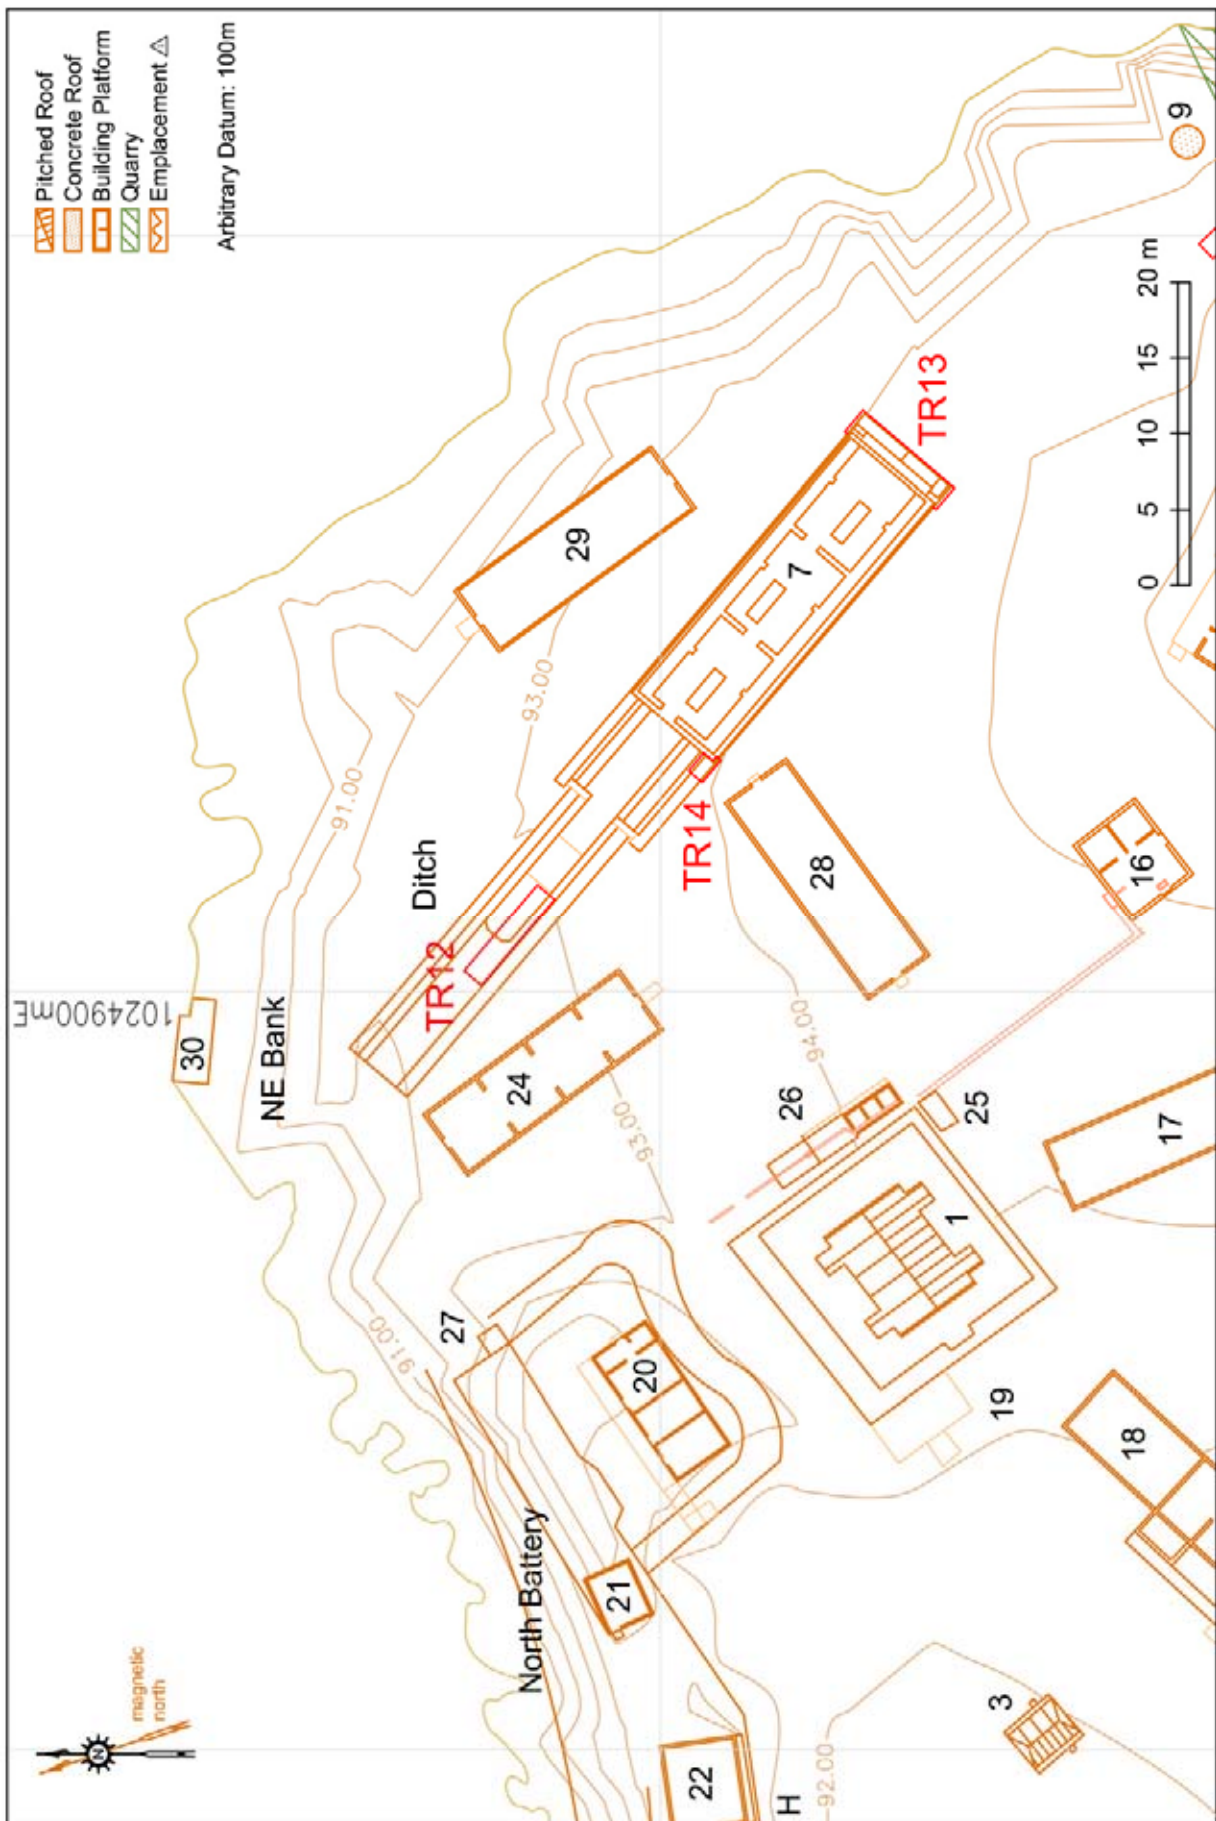 Pitched Roof
Concrete Roof
Building Platform
Quarry
Emplacement
Arbitrary Datum: 100m
9
20 m
15
10
5
0
TR13
29
7
93.00
91.00
Ditch
TR14
28
16
TR12
1024900mE
30
NE Bank
24
94.00
93.00
26
25
17
1
27
91.00
20
19
18
North Battery
21
magnetic
north
N
3
22
H
92.00